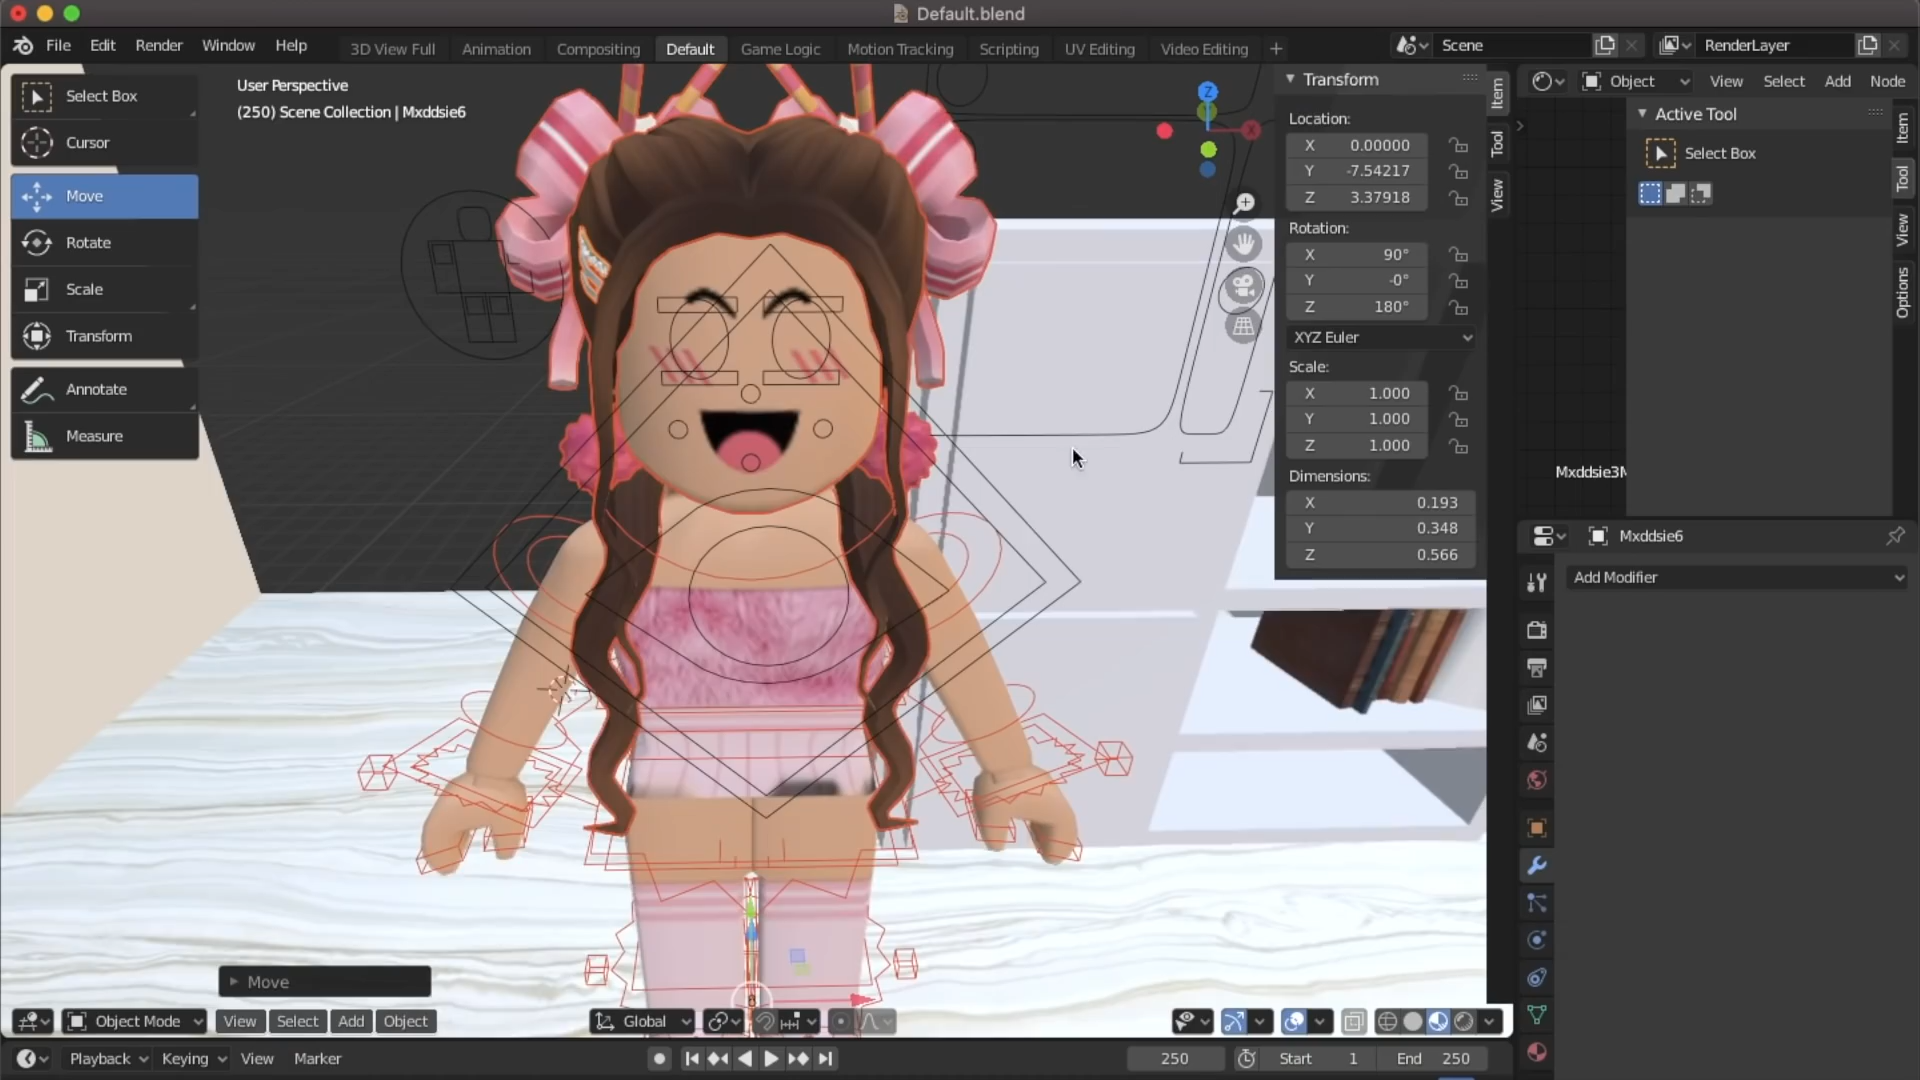 Default.blend
File Edit Render Window Help
3D View Full Animation Compositing Default Game Logic Motion Tracking Scripting UV Editing Video Editing +
Scene
RenderLayer
Select Box
Cursor
Move
Rotate
Scale
Transform
Annotate
Measure
User Perspective
(250) Scene Collection | Mxddsie6
Z
X
Transform
Location:
X 0.00000
Y -7.54217
Z 3.37918
Rotation:
X 90°
Y -0°
Z 180°
XYZ Euler
Scale:
X 1.000
Y 1.000
Z 1.000
Dimensions:
X 0.193
Y 0.348
Z 0.566
Item
Tool
View
Object View Select Add Node
Active Tool
Select Box
Item
Tool
View
Options
Mxddsie3M
Mxddsie6
Add Modifier
Move
Object Mode View Select Add Object
Global
Playback Keying View Marker
250
Start 1
End 250